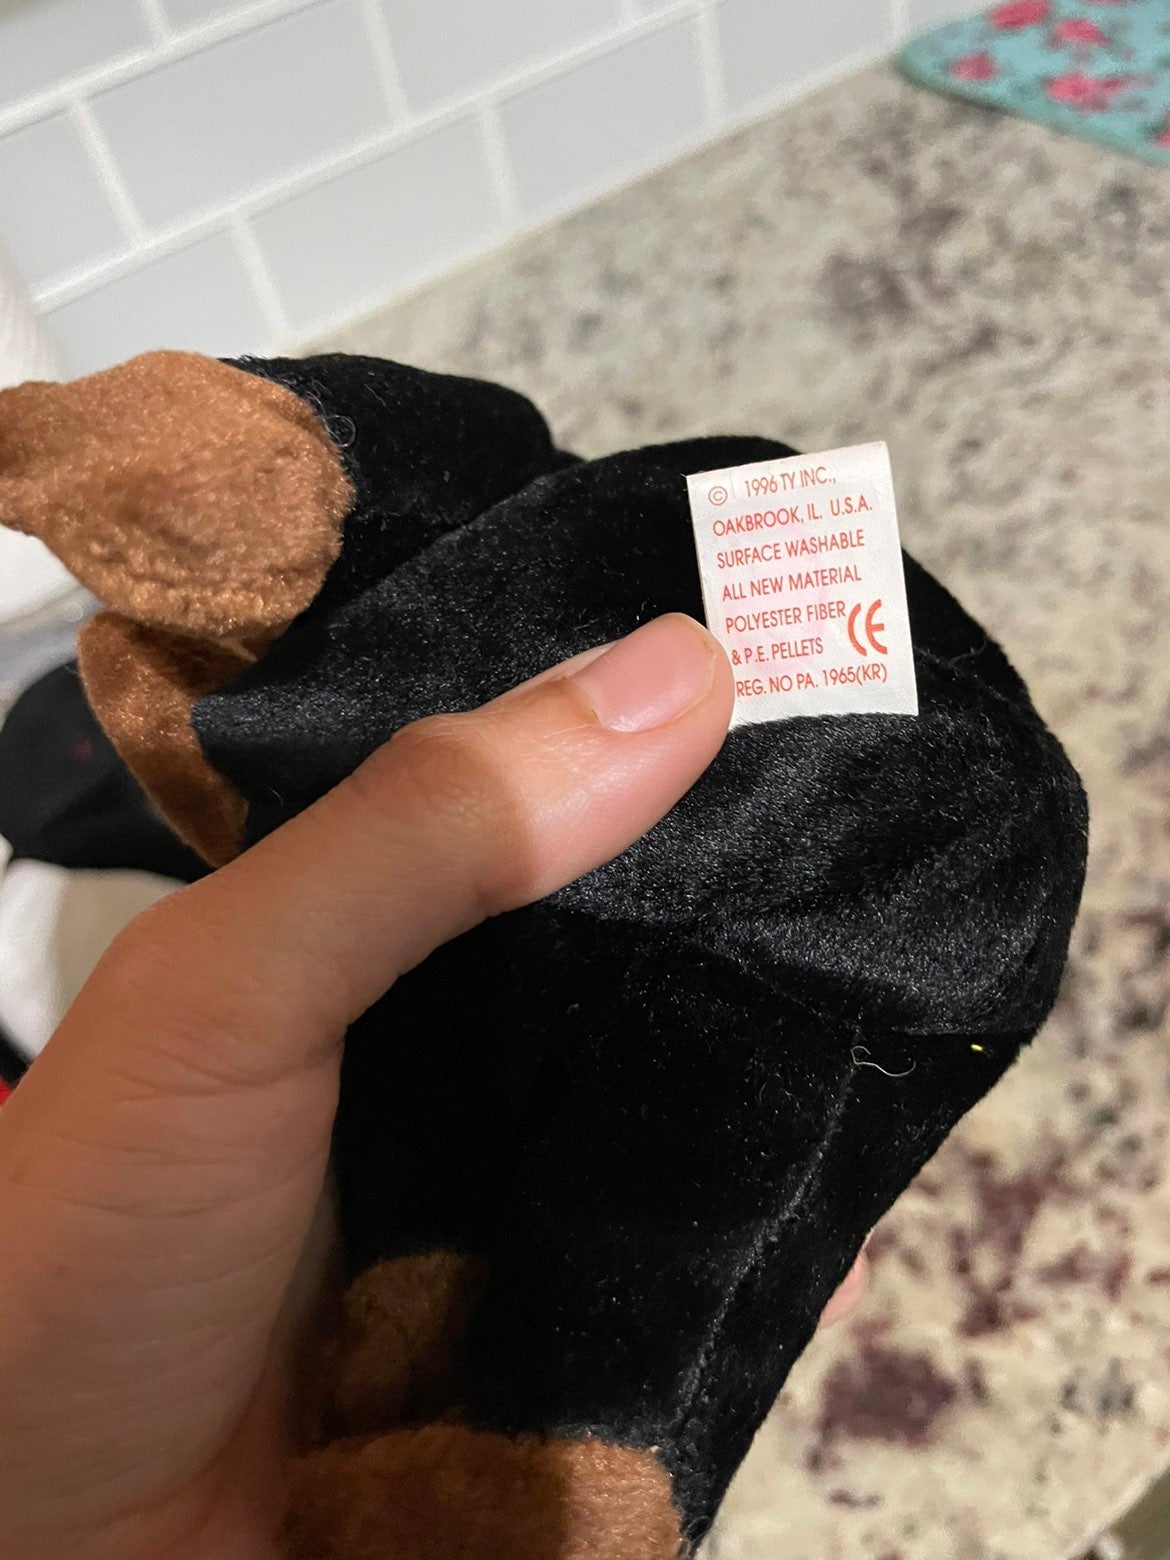 © 1996 TY INC.,
OAKBROOK, IL. U.S.A.
SURFACE WASHABLE
ALL NEW MATERIAL
POLYESTER FIBER
& P.E. PELLETS CE
REG. NO PA. 1965(KR)